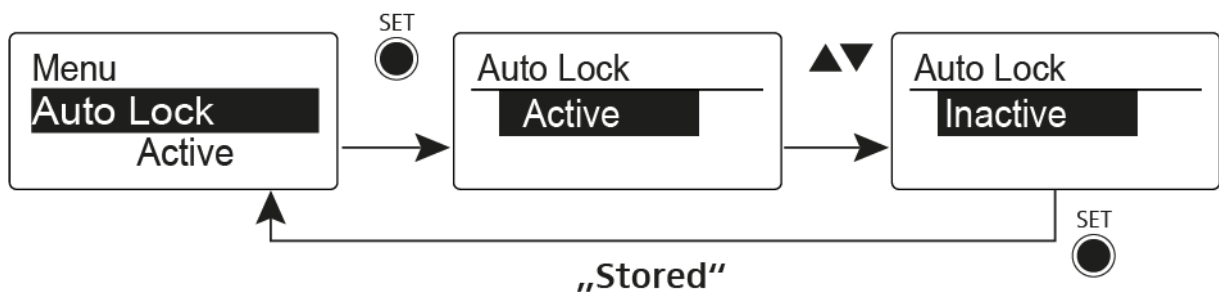 SET
Menu
Auto Lock
Active
Auto Lock
Active
▲▼
Auto Lock
Inactive
SET
„Stored“